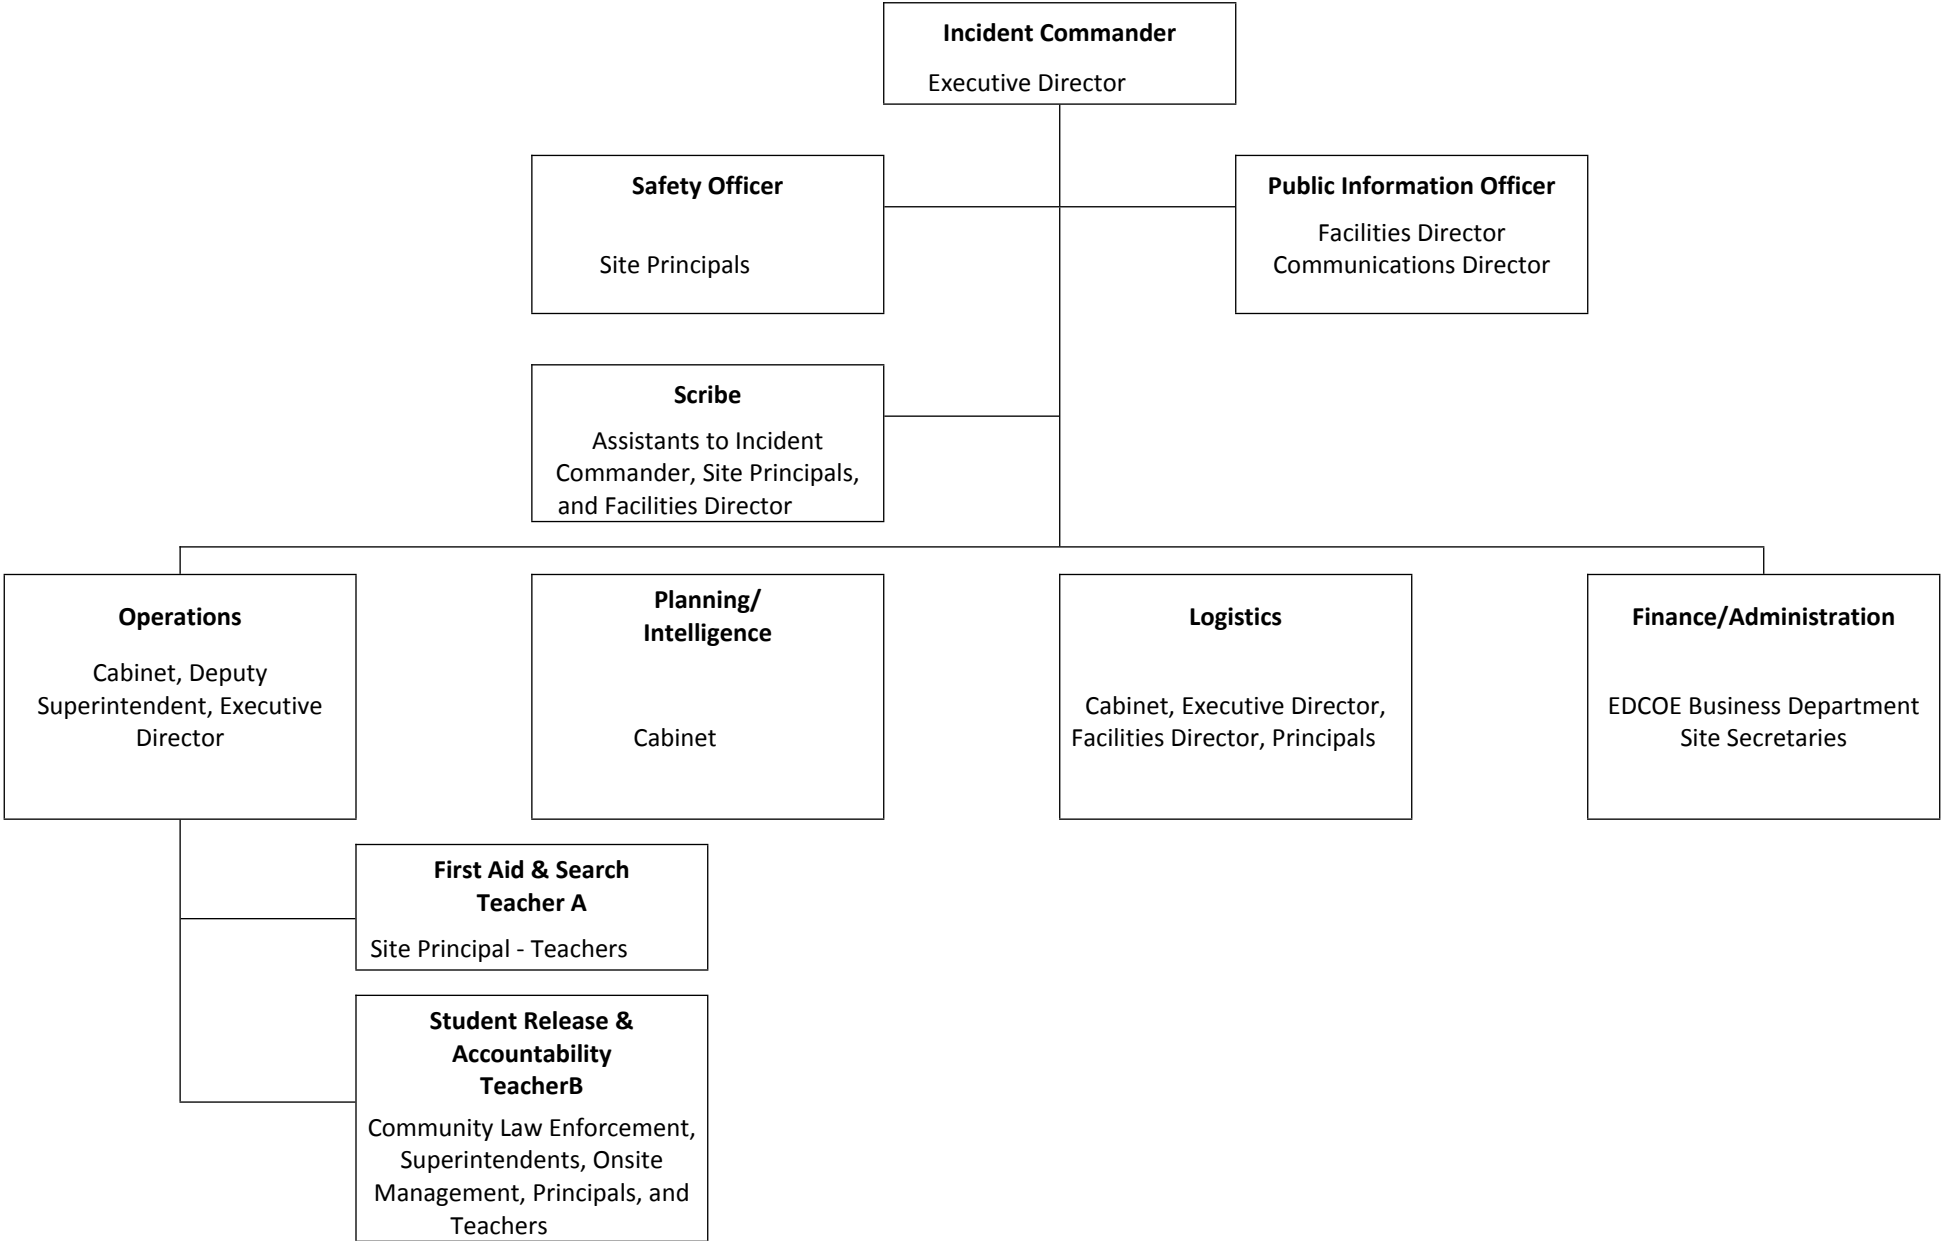 Incident Commander
Executive Director
Safety Officer
Site Principals
Public Information Officer
Facilities Director
Communications Director
Scribe
Assistants to Incident
Commander, Site Principals,
and Facilities Director
Operations
Cabinet, Deputy
Superintendent, Executive
Director
Planning/
Intelligence
Cabinet
Logistics
Cabinet, Executive Director,
Facilities Director, Principals
Finance/Administration
EDCOE Business Department
Site Secretaries
First Aid & Search
Teacher A
Site Principal - Teachers
Student Release &
Accountability
TeacherB
Community Law Enforcement,
Superintendents, Onsite
Management, Principals, and
Teachers